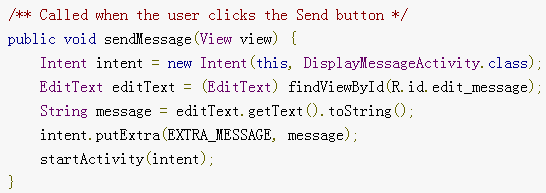 /** Called when the user clicks the Send button */
public void sendMessage(View view) {
    Intent intent = new Intent(this, DisplayMessageActivity.class);
    EditText editText = (EditText) findViewById(R.id.edit_message);
    String message = editText.getText().toString();
    intent.putExtra(EXTRA_MESSAGE, message);
    startActivity(intent);
}